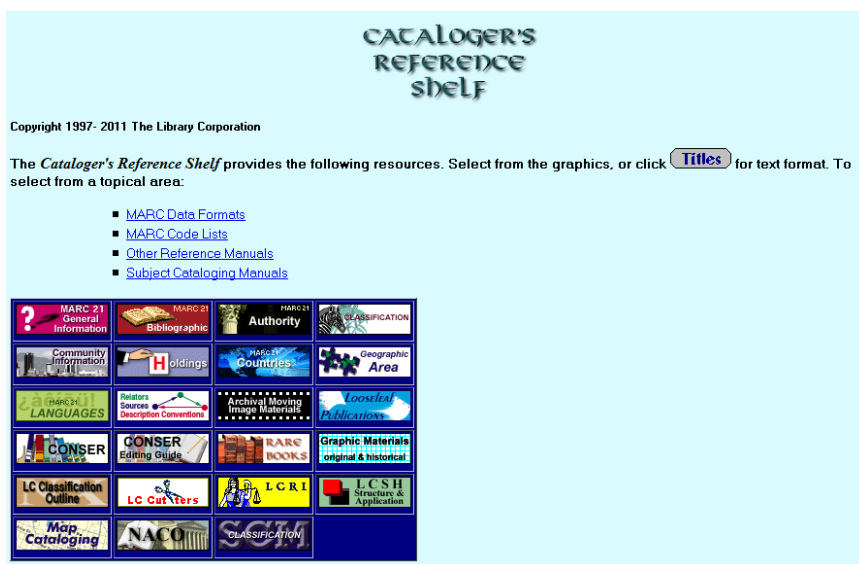 CATALOGER'S
REFERENCE
SHELF
Copyright 1997- 2011 The Library Corporation
The Cataloger's Reference Shelf provides the following resources. Select from the graphics, or click Titles for text format. To
select from a topical area:
MARC Data Formats
MARC Code Lists
Other Reference Manuals
Subject Cataloging Manuals
? MARC 21
General
Information
MARC 21
Bibliographic
MARC 21
Authority
CLASSIFICATION
Community
Information
Holdings
MARC 21
Countries
Geographic
Area
MARC 21
LANGUAGES
Relators
Sources
Description Conventions
Archival Moving
Image Materials
Looseleaf
Publications
CONSER
CONSER
Editing Guide
RARE
BOOKS
Graphic Materials
original & historical
LC Classification
Outline
LC Cutters
LCRI
LCSH
Structure &
Application
Map
Cataloging
NACO
SCM
CLASSIFICATION